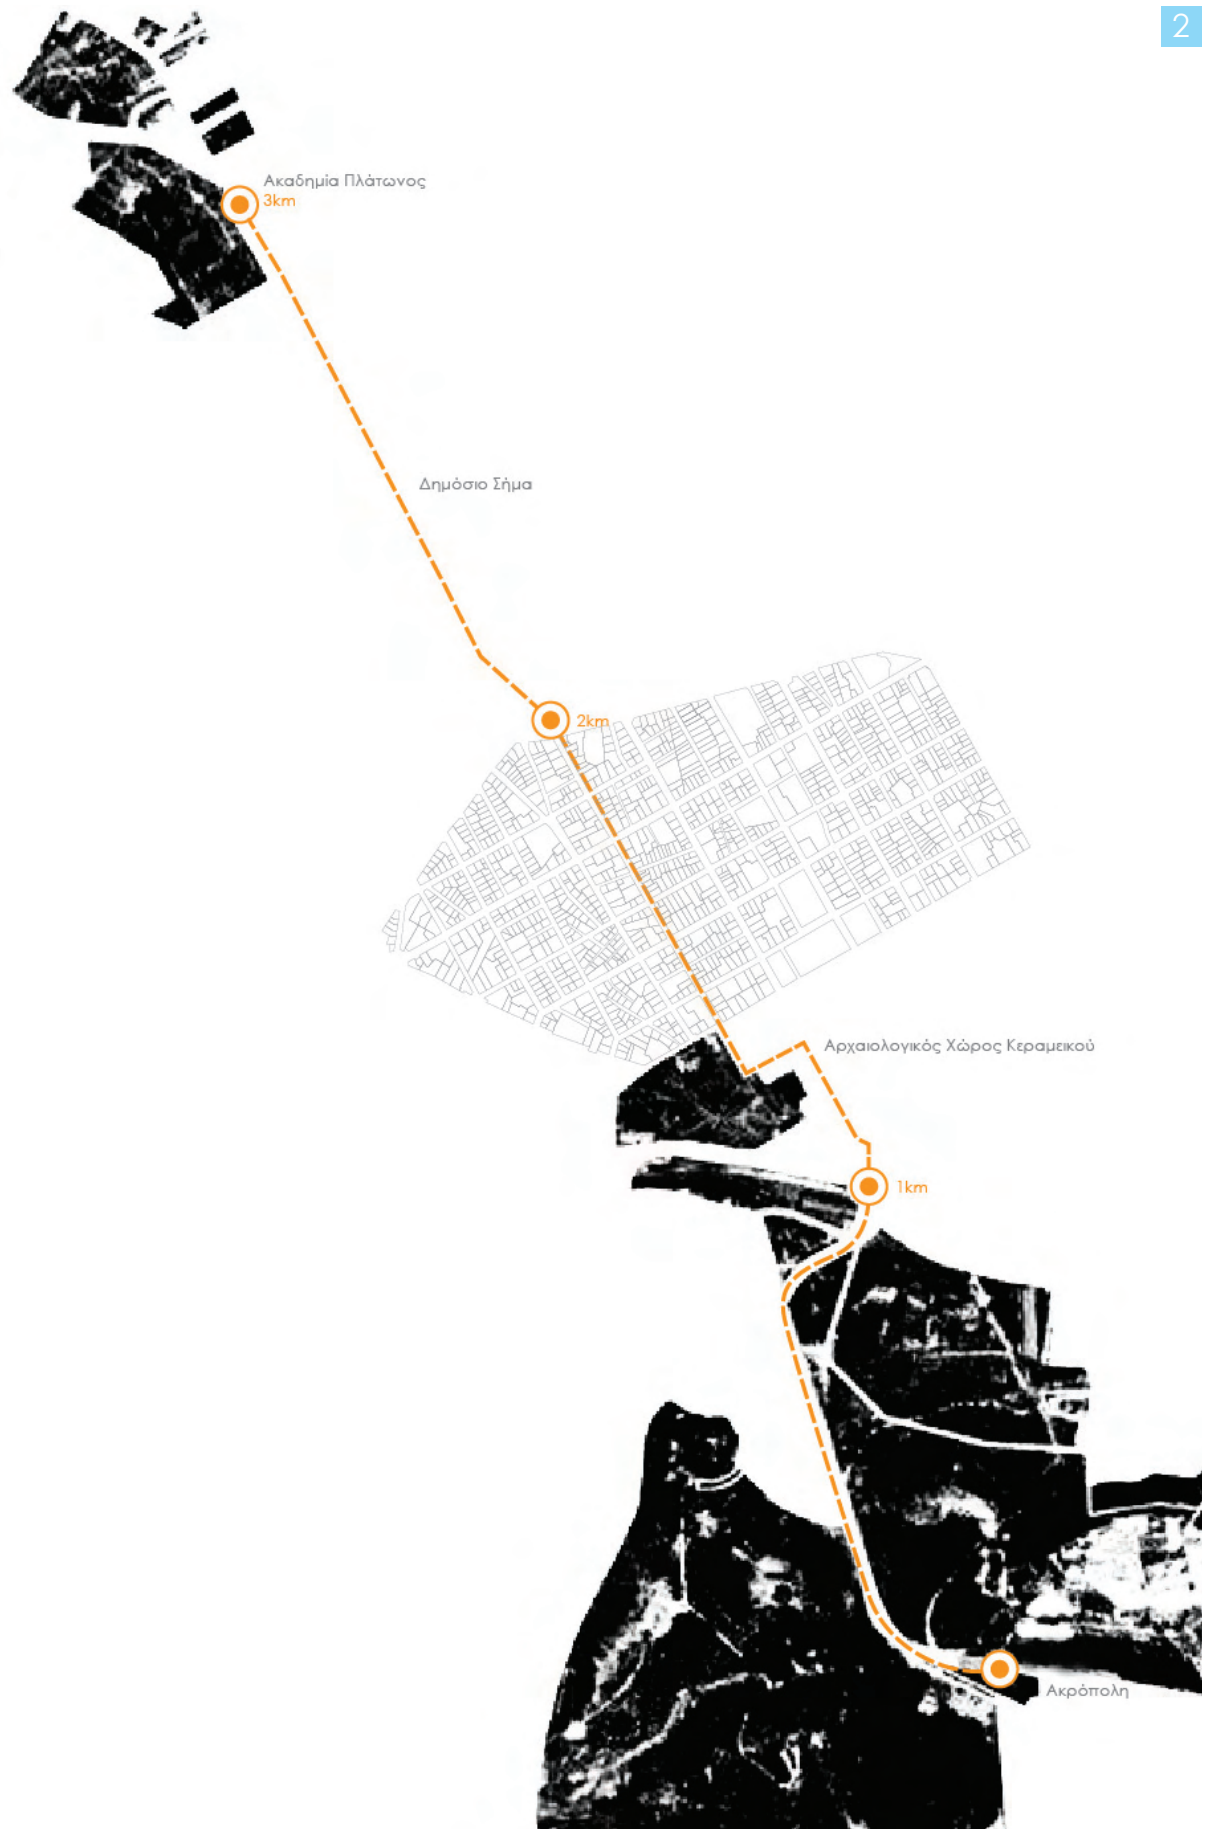 2
Ακαδημία Πλάτωνος
3km
Δημόσιο Σήμα
2km
Αρχαιολογικός Χώρος Κεραμεικού
1km
Ακρόπολη